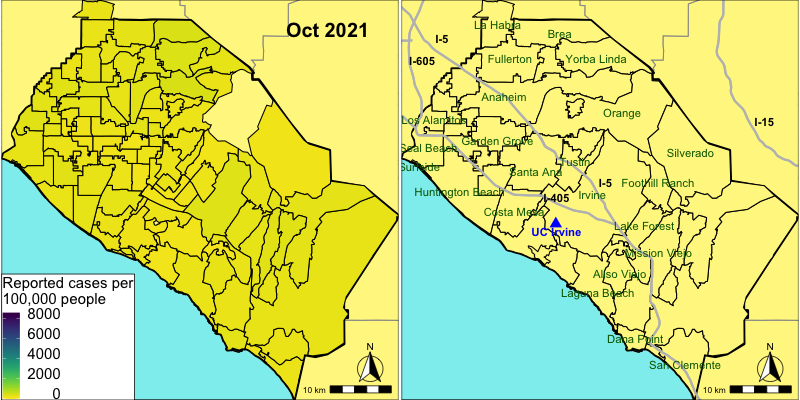 Oct 2021
Reported cases per
100,000 people
8000
6000
4000
2000
0
N
10 km
La Habra
Brea
I-5
I-605
Fullerton
Yorba Linda
Anaheim
Orange
Los Alamitos
I-15
Garden Grove
Seal Beach
Silverado
Tustin
Sunside
Santa Ana
I-5
Foothill Ranch
Huntington Beach
I-405
Irvine
Costa Mesa
UC Irvine
Lake Forest
Mission Viejo
Aliso Viejo
Laguna Beach
Dana Point
San Clemente
N
10 km